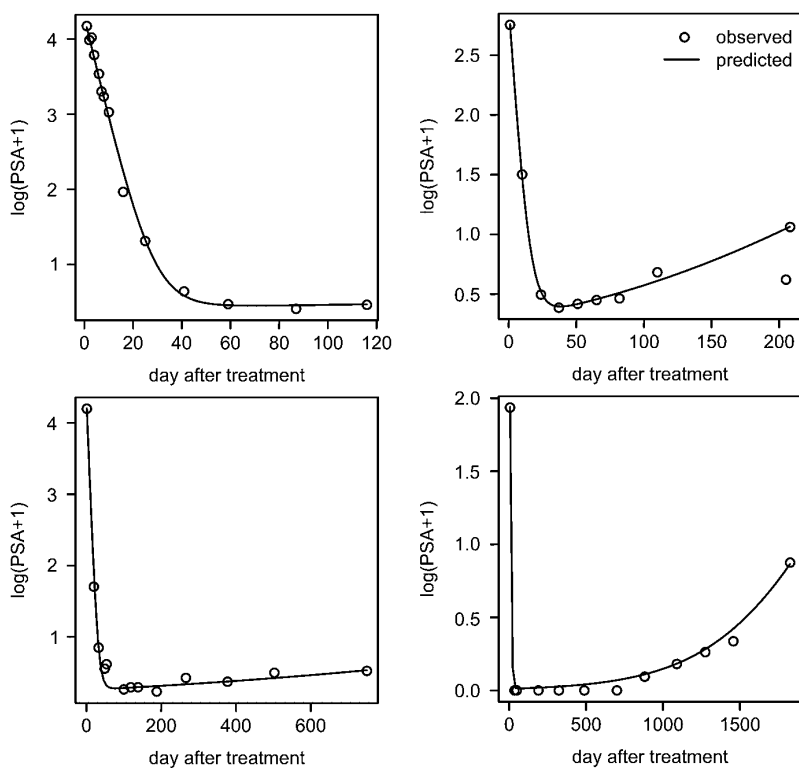 log(PSA+1)
4
3
2
1
0 20 40 60 80 100 120
day after treatment
log(PSA+1)
2.5
2.0
1.5
1.0
0.5
observed
predicted
0 50 100 150 200
day after treatment
log(PSA+1)
4
3
2
1
0 200 400 600
day after treatment
log(PSA+1)
2.0
1.5
1.0
0.5
0.0
0 500 1000 1500
day after treatment